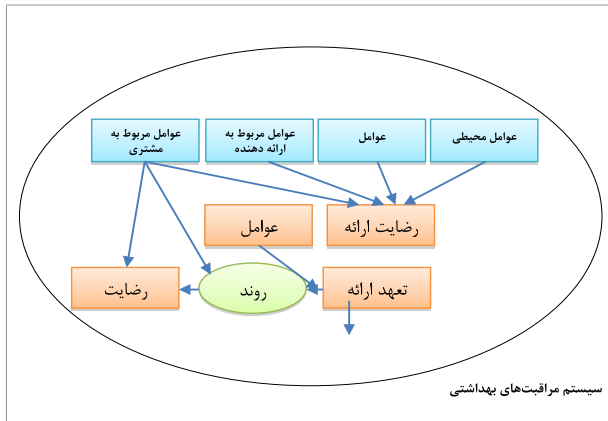 عوامل محیطی
عوامل
عوامل مربوط به
ارائه دهنده
عوامل مربوط به
مشتری
رضایت ارائه
عوامل
تعهد ارائه
روند
رضایت
سیستم مراقبت‌های بهداشتی